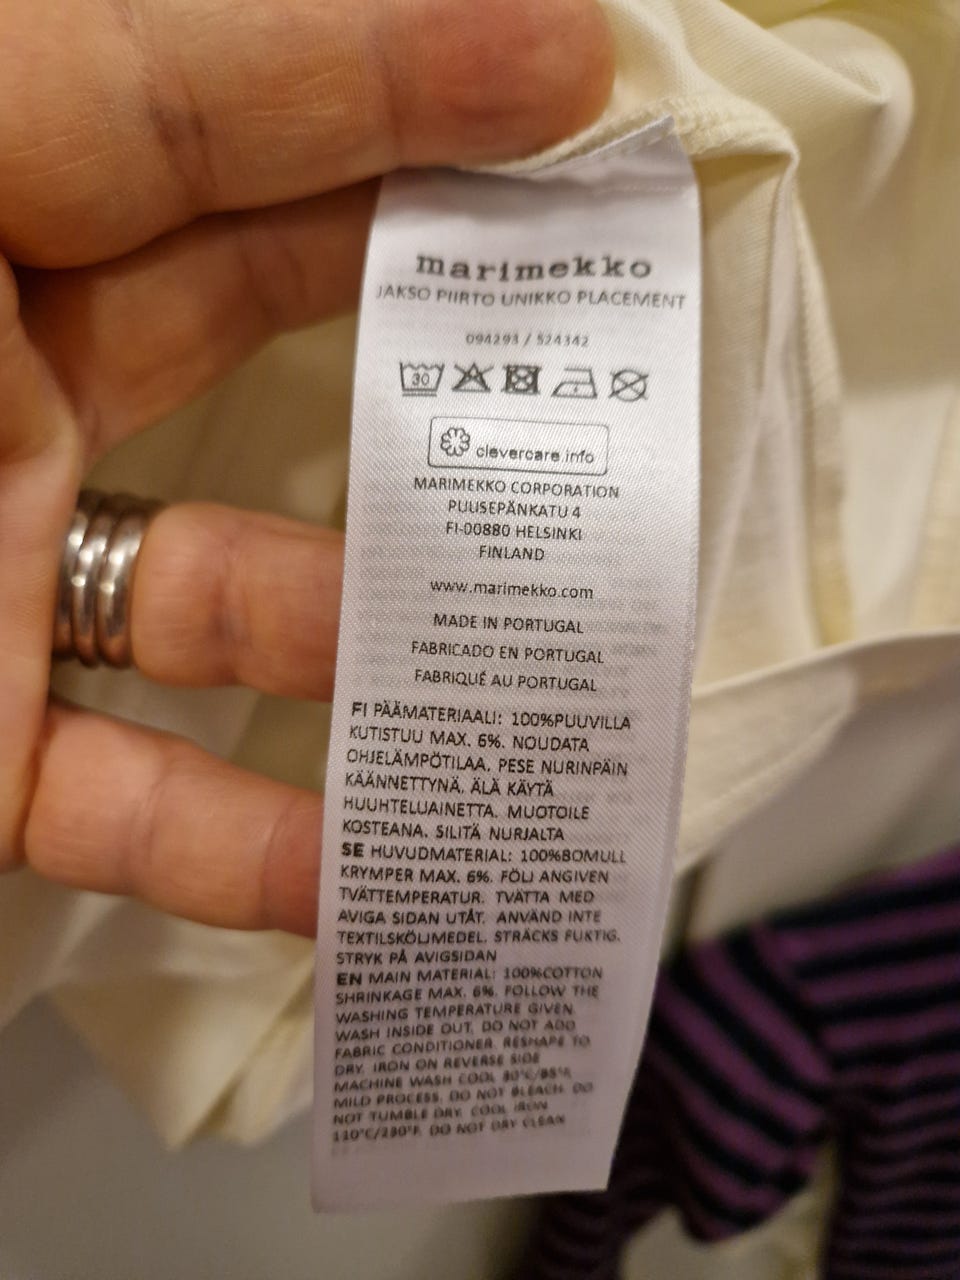 marimekko
JAKSO PIIRTO UNIKKO PLACEMENT
094293 / 524342
30
clevercare.info
MARIMEKKO CORPORATION
PUUSEPÄNKATU 4
FI-00880 HELSINKI
FINLAND
www.marimekko.com
MADE IN PORTUGAL
FABRICADO EN PORTUGAL
FABRIQUÉ AU PORTUGAL
FI PÄÄMATERIAALI: 100%PUUVILLA
KUTISTUU MAX. 6%. NOUDATA
OHJELÄMPÖTILAA. PESE NURINPÄIN
KÄÄNNETTYNÄ. ÄLÄ KÄYTÄ
HUUHTELUAINETTA. MUOTOILE
KOSTEANA. SILITÄ NURJALTA
SE HUVUDMATERIAL: 100%BOMULL
KRYMPER MAX. 6%. FÖLJ ANGIVEN
TVÄTTEMPERATUR. TVÄTTA MED
AVIGA SIDAN UTÅT. ANVÄND INTE
TEXTILSKÖLJMEDEL. STRÄCKS FUKTIG.
STRYK PÅ AVIGSIDAN
EN MAIN MATERIAL: 100%COTTON
SHRINKAGE MAX. 6%. FOLLOW THE
WASHING TEMPERATURE GIVEN.
WASH INSIDE OUT. DO NOT ADD
FABRIC CONDITIONER. RESHAPE TO
DRY. IRON ON REVERSE SIDE
MACHINE WASH COOL 30°C/85°F
MILD PROCESS. DO NOT BLEACH. DO
NOT TUMBLE DRY. COOL IRON
110°C/230°F. DO NOT DRY CLEAN